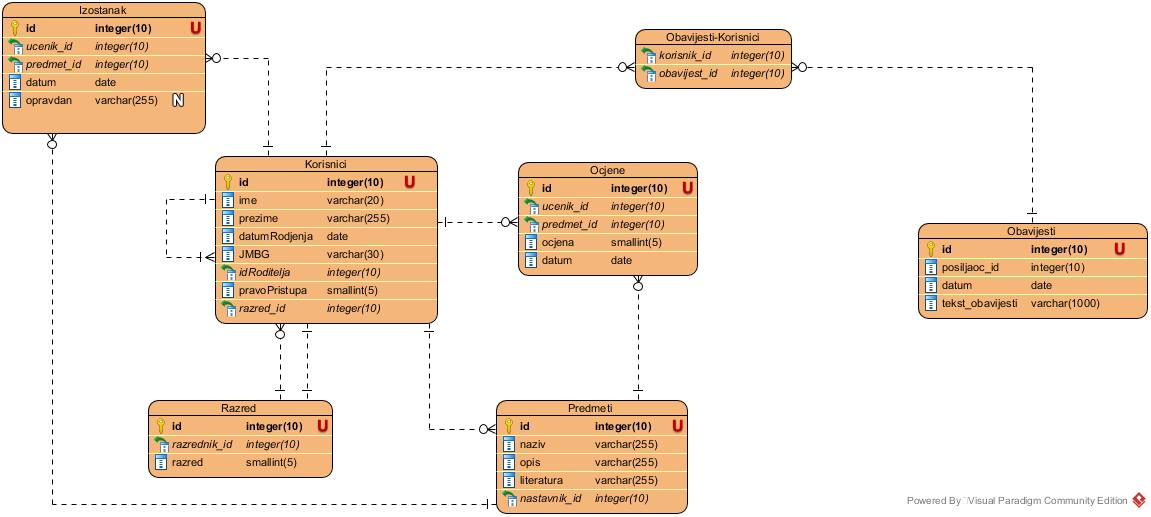 Izostanak
id integer(10) U
ucenik_id integer(10)
predmet_id integer(10)
datum date
opravdan varchar(255) N
Obavijesti-Korisnici
korisnik_id integer(10)
obavijest_id integer(10)
Korisnici
id integer(10) U
ime varchar(20)
prezime varchar(255)
datumRodjenja date
JMBG varchar(30)
idRoditelja integer(10)
pravoPristupa smallint(5)
razred_id integer(10)
Ocjene
id integer(10) U
ucenik_id integer(10)
predmet_id integer(10)
ocjena smallint(5)
datum date
Obavijesti
id integer(10) U
posiljaoc_id integer(10)
datum date
tekst_obavijesti varchar(1000)
Razred
id integer(10) U
razrednik_id integer(10)
razred smallint(5)
Predmeti
id integer(10) U
naziv varchar(255)
opis varchar(255)
literatura varchar(255)
nastavnik_id integer(10)
Powered By Visual Paradigm Community Edition